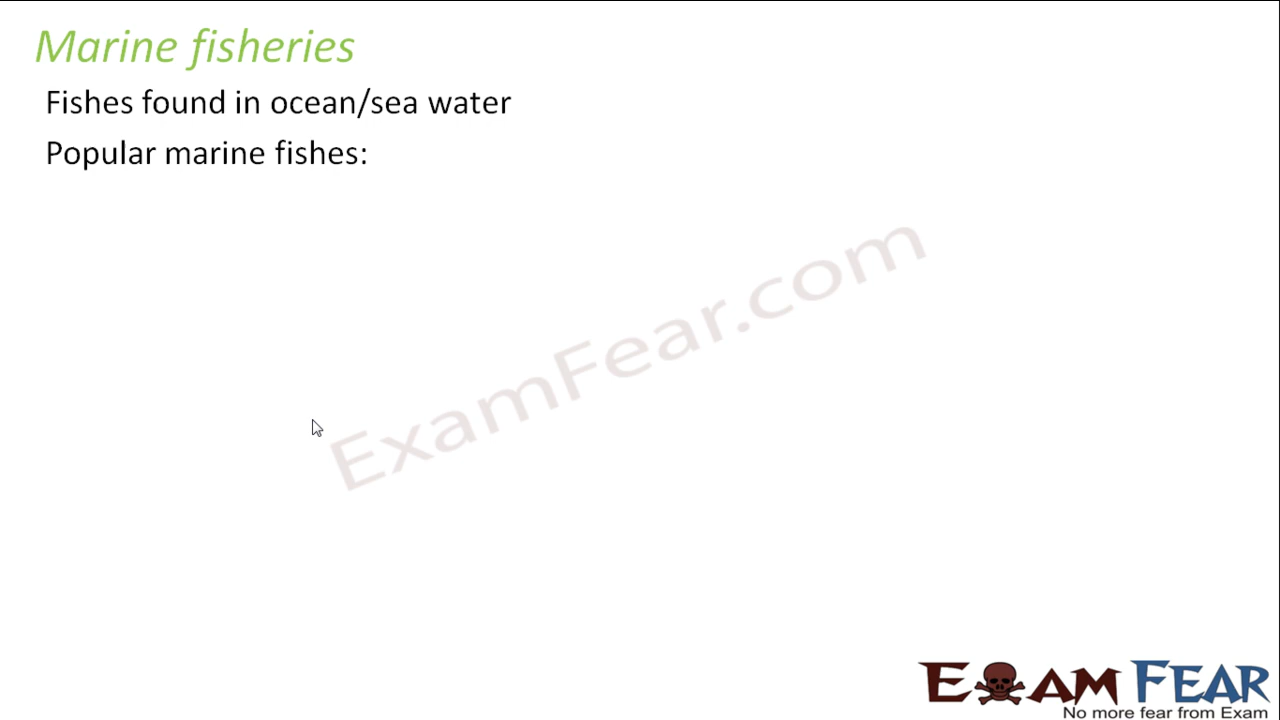 Marine fisheries
Fishes found in ocean/sea water
Popular marine fishes:
ExamFear.com
EXAM FEAR
No more fear from Exam